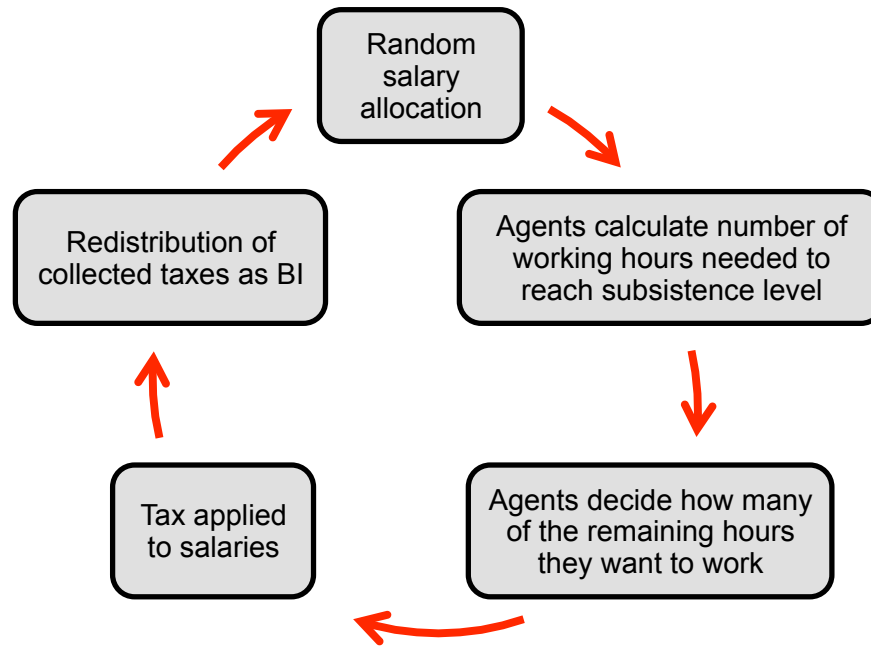 Random
salary
allocation
Agents calculate number of
working hours needed to
reach subsistence level
Agents decide how many
of the remaining hours
they want to work
Tax applied
to salaries
Redistribution of
collected taxes as BI